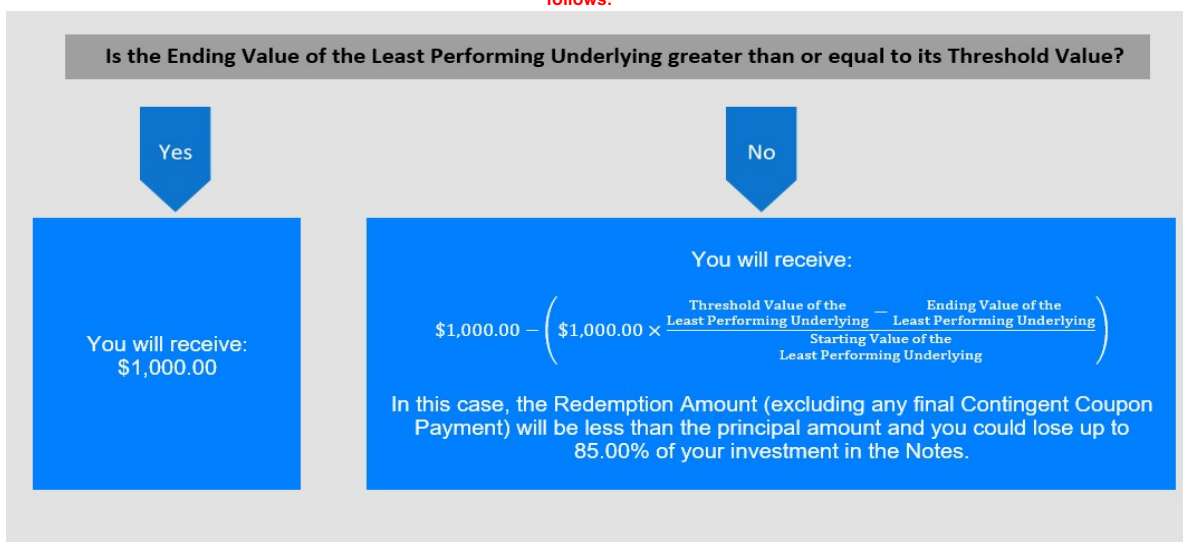 follows:
Is the Ending Value of the Least Performing Underlying greater than or equal to its Threshold Value?
Yes
No
You will receive:
$1,000.00
You will receive:
$1,000.00 − ( $1,000.00 × (Threshold Value of the Least Performing Underlying − Ending Value of the Least Performing Underlying) / Starting Value of the Least Performing Underlying )
In this case, the Redemption Amount (excluding any final Contingent Coupon
Payment) will be less than the principal amount and you could lose up to
85.00% of your investment in the Notes.